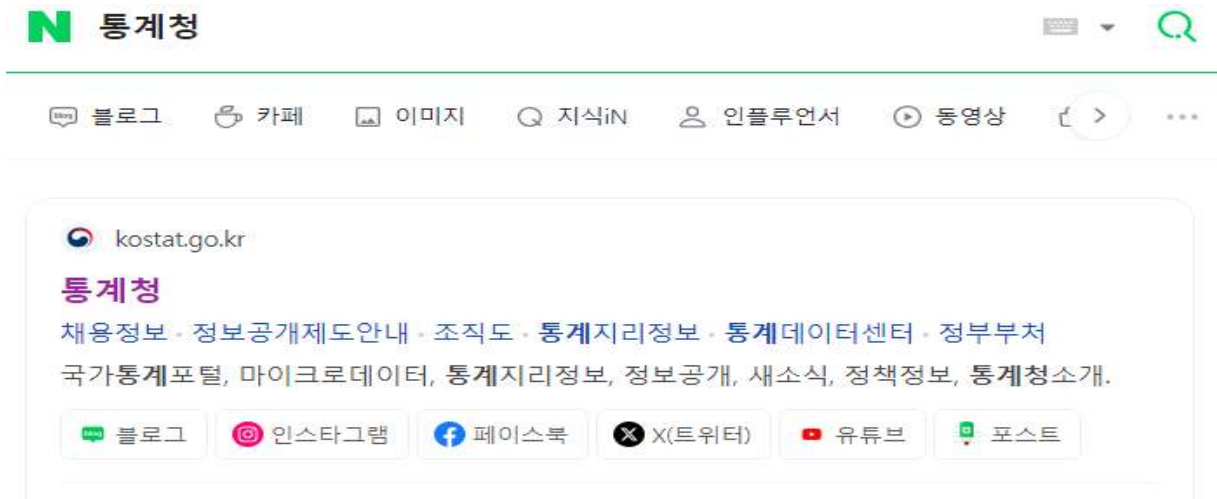 N 통계청
블로그 카페 이미지 지식iN 인플루언서 동영상
kostat.go.kr
통계청
채용정보 · 정보공개제도안내 · 조직도 · 통계지리정보 · 통계데이터센터 · 정부부처
국가통계포털, 마이크로데이터, 통계지리정보, 정보공개, 새소식, 정책정보, 통계청소개.
블로그 인스타그램 페이스북 X(트위터) 유튜브 포스트